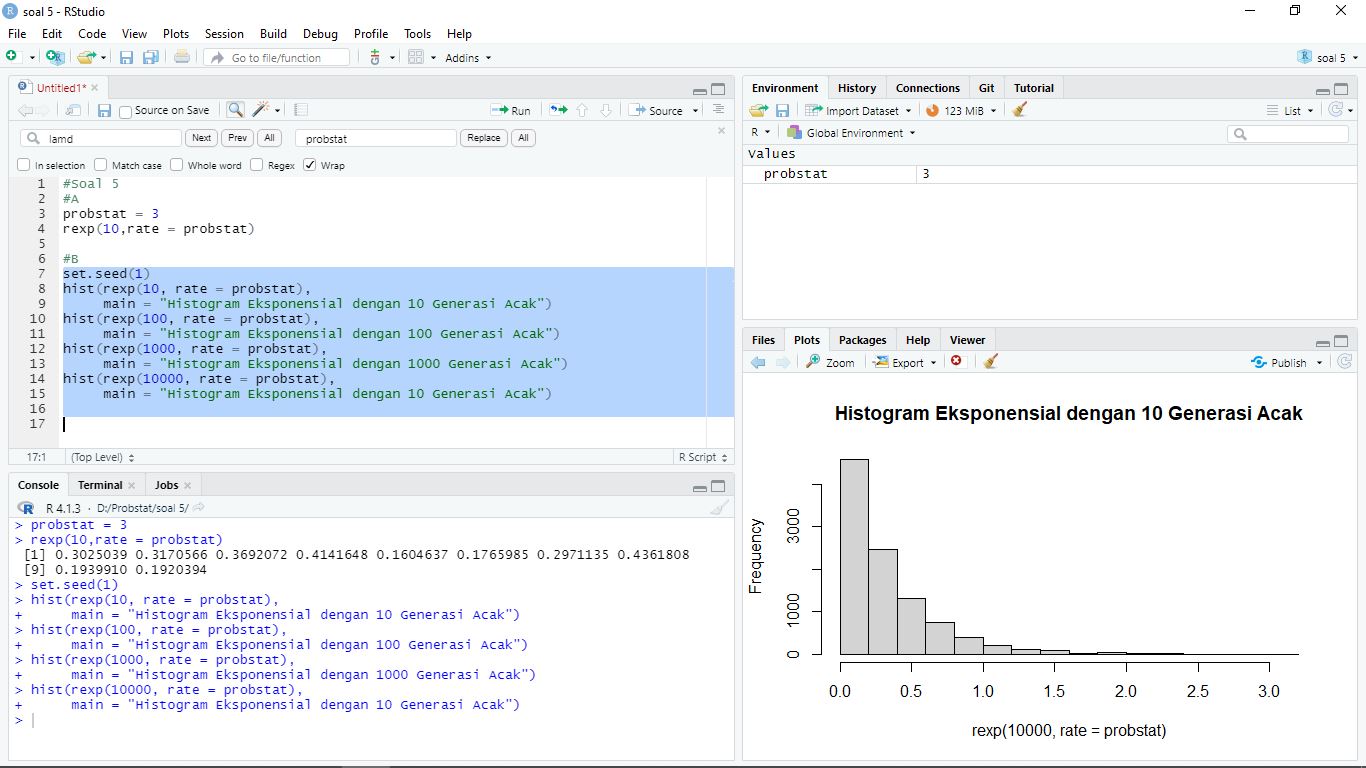 soal 5 - RStudio
File Edit Code View Plots Session Build Debug Profile Tools Help
Go to file/function Addins soal 5
Untitled1*
Source on Save Run Source
lamd Next Prev All probstat Replace All
In selection Match case Whole word Regex Wrap
1 #Soal 5
2 #A
3 probstat = 3
4 rexp(10,rate = probstat)
5
6 #B
7 set.seed(1)
8 hist(rexp(10, rate = probstat),
9 main = "Histogram Eksponensial dengan 10 Generasi Acak")
10 hist(rexp(100, rate = probstat),
11 main = "Histogram Eksponensial dengan 100 Generasi Acak")
12 hist(rexp(1000, rate = probstat),
13 main = "Histogram Eksponensial dengan 1000 Generasi Acak")
14 hist(rexp(10000, rate = probstat),
15 main = "Histogram Eksponensial dengan 10 Generasi Acak")
16
17
17:1 (Top Level) R Script
Console Terminal Jobs
R R 4.1.3 · D:/Probstat/soal 5/
> probstat = 3
> rexp(10,rate = probstat)
[1] 0.3025039 0.3170566 0.3692072 0.4141648 0.1604637 0.1765985 0.2971135 0.4361808
[9] 0.1939910 0.1920394
> set.seed(1)
> hist(rexp(10, rate = probstat),
+ main = "Histogram Eksponensial dengan 10 Generasi Acak")
> hist(rexp(100, rate = probstat),
+ main = "Histogram Eksponensial dengan 100 Generasi Acak")
> hist(rexp(1000, rate = probstat),
+ main = "Histogram Eksponensial dengan 1000 Generasi Acak")
> hist(rexp(10000, rate = probstat),
+ main = "Histogram Eksponensial dengan 10 Generasi Acak")
>
Environment History Connections Git Tutorial
Import Dataset 123 MiB List
R Global Environment
Values
probstat 3
Files Plots Packages Help Viewer
Zoom Export Publish
Histogram Eksponensial dengan 10 Generasi Acak
Frequency
3000
1000
0
0.0 0.5 1.0 1.5 2.0 2.5 3.0
rexp(10000, rate = probstat)